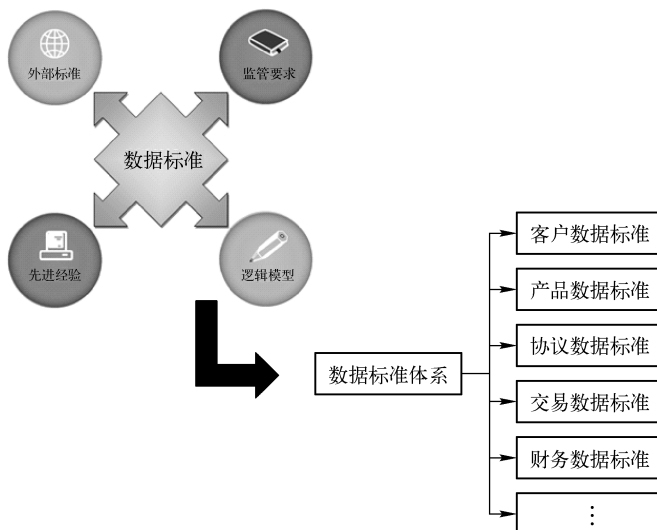 外部标准
监管要求
数据标准
先进经验
逻辑模型
数据标准体系
客户数据标准
产品数据标准
协议数据标准
交易数据标准
财务数据标准
⋮